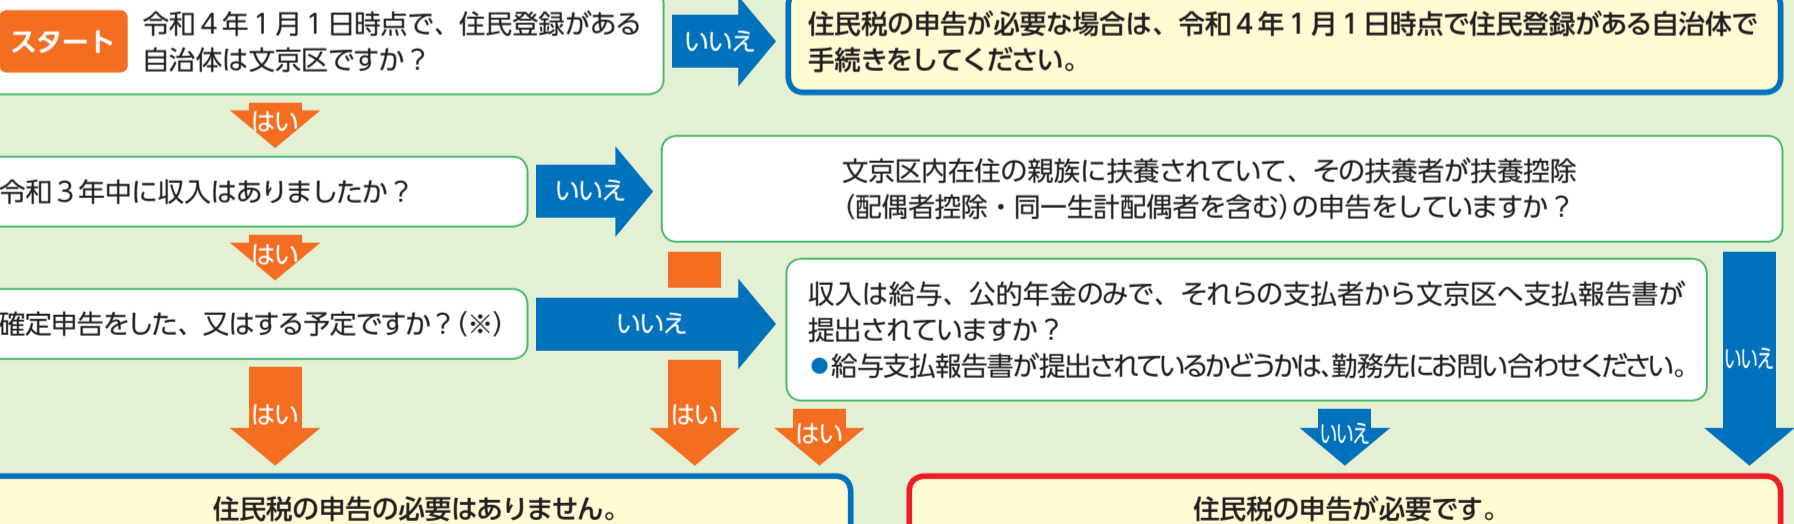 スタート
令和4年1月1日時点で、住民登録がある
自治体は文京区ですか？
いいえ
住民税の申告が必要な場合は、令和4年1月1日時点で住民登録がある自治体で
手続きをしてください。
はい
令和3年中に収入はありましたか？
いいえ
文京区内在住の親族に扶養されていて、その扶養者が扶養控除
（配偶者控除・同一生計配偶者を含む）の申告をしていますか？
はい
確定申告をした、又はする予定ですか？（※）
いいえ
収入は給与、公的年金のみで、それらの支払者から文京区へ支払報告書が
提出されていますか？
●給与支払報告書が提出されているかどうかは、勤務先にお問い合わせください。
いいえ
はい
はい
はい
いいえ
住民税の申告の必要はありません。
住民税の申告が必要です。